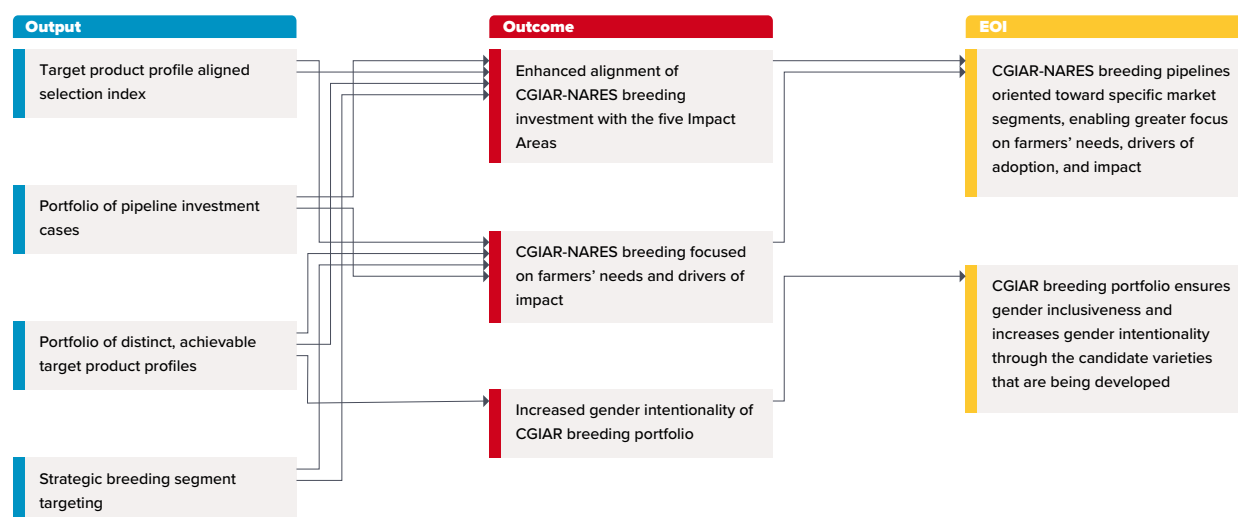 Output
Target product profile aligned
selection index
Portfolio of pipeline investment
cases
Portfolio of distinct, achievable
target product profiles
Strategic breeding segment
targeting
Outcome
Enhanced alignment of
CGIAR-NARES breeding
investment with the five Impact
Areas
CGIAR-NARES breeding focused
on farmers’ needs and drivers of
impact
Increased gender intentionality of
CGIAR breeding portfolio
EOI
CGIAR-NARES breeding pipelines
oriented toward specific market
segments, enabling greater focus
on farmers’ needs, drivers of
adoption, and impact
CGIAR breeding portfolio ensures
gender inclusiveness and
increases gender intentionality
through the candidate varieties
that are being developed